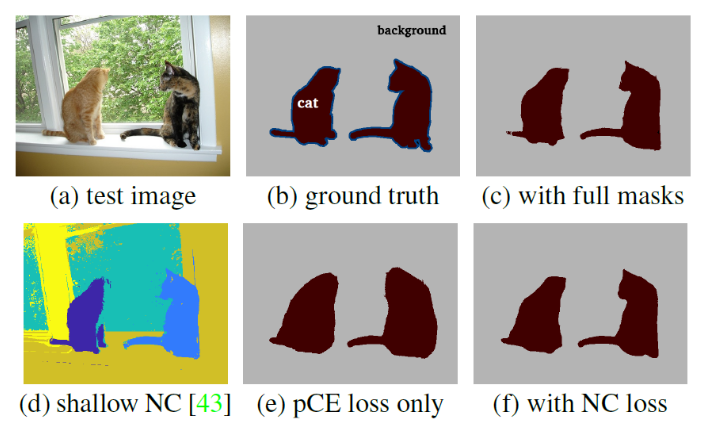 background
cat
(a) test image
(b) ground truth
(c) with full masks
(d) shallow NC [43]
(e) pCE loss only
(f) with NC loss